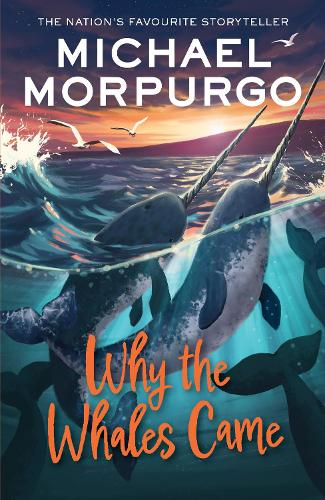 THE NATION'S FAVOURITE STORYTELLER
MICHAEL
MORPURGO
Why the
Whales Came